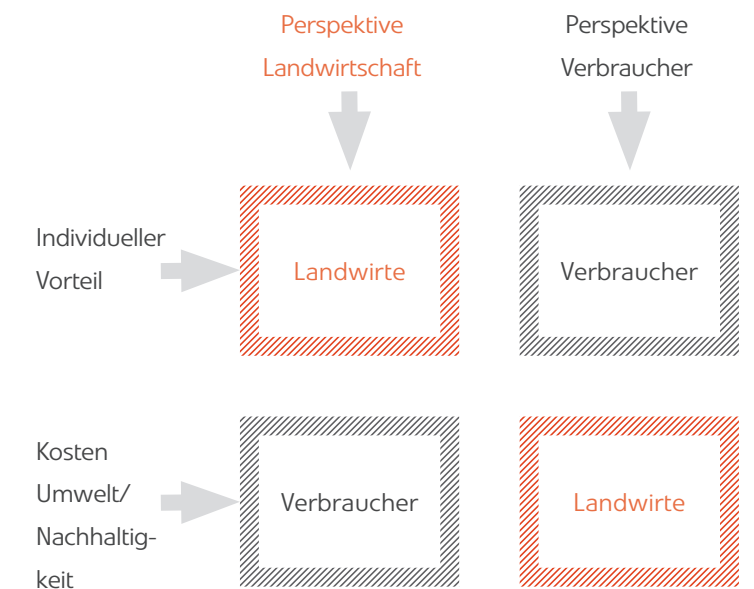 Perspektive
Landwirtschaft
Perspektive
Verbraucher
Individueller
Vorteil
Landwirte
Verbraucher
Kosten
Umwelt/
Nachhaltig-
keit
Verbraucher
Landwirte